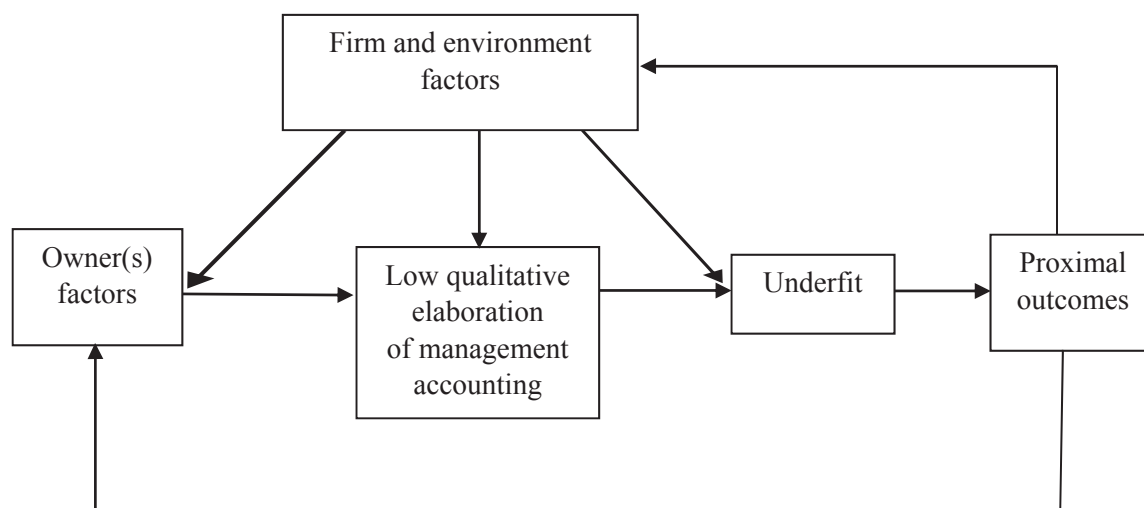 Firm and environment
factors
Owner(s)
factors
Low qualitative
elaboration
of management
accounting
Underfit
Proximal
outcomes